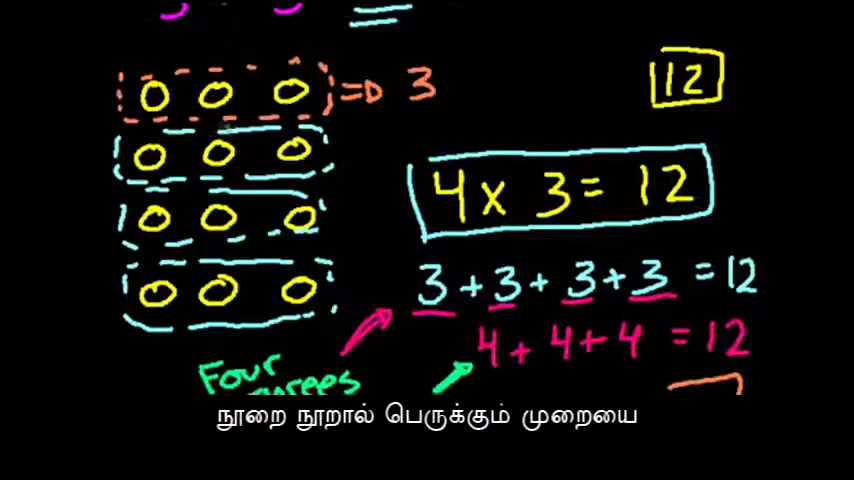 =D 3
12
4 x 3 = 12
3 + 3 + 3 + 3 = 12
4 + 4 + 4 = 12
Four
நூறை நூறால் பெருக்கும் முறையை